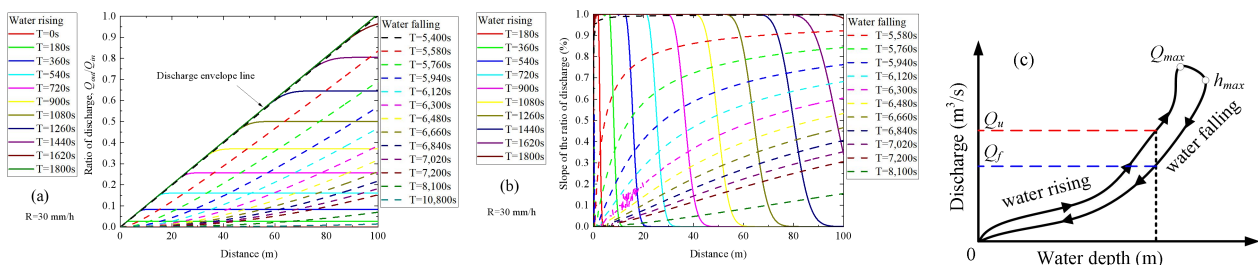 Water rising
T=0s
T=180s
T=360s
T=540s
T=720s
T=900s
T=1080s
T=1260s
T=1440s
T=1620s
T=1800s
(a)
R=30 mm/h
Ratio of discharge, Qout/Qin
1.0
0.9
0.8
0.7
0.6
0.5
0.4
0.3
0.2
0.1
0.0
Discharge envelope line
0 20 40 60 80 100
Distance (m)
Water falling
T=5,400s
T=5,580s
T=5,760s
T=5,940s
T=6,120s
T=6,300s
T=6,480s
T=6,660s
T=6,840s
T=7,020s
T=7,200s
T=8,100s
T=10,800s
Water rising
T=180s
T=360s
T=540s
T=720s
T=900s
T=1080s
T=1260s
T=1440s
T=1620s
T=1800s
(b)
R=30 mm/h
Slope of the ratio of discharge (%)
1.0
0.9
0.8
0.7
0.6
0.5
0.4
0.3
0.2
0.1
0.0
0 20 40 60 80 100
Distance (m)
Water falling
T=5,580s
T=5,760s
T=5,940s
T=6,120s
T=6,300s
T=6,480s
T=6,660s
T=6,840s
T=7,020s
T=7,200s
T=8,100s
(c)
Discharge (m³/s)
Qmax
hmax
Qu
Qf
water rising
water falling
0
Water depth (m)